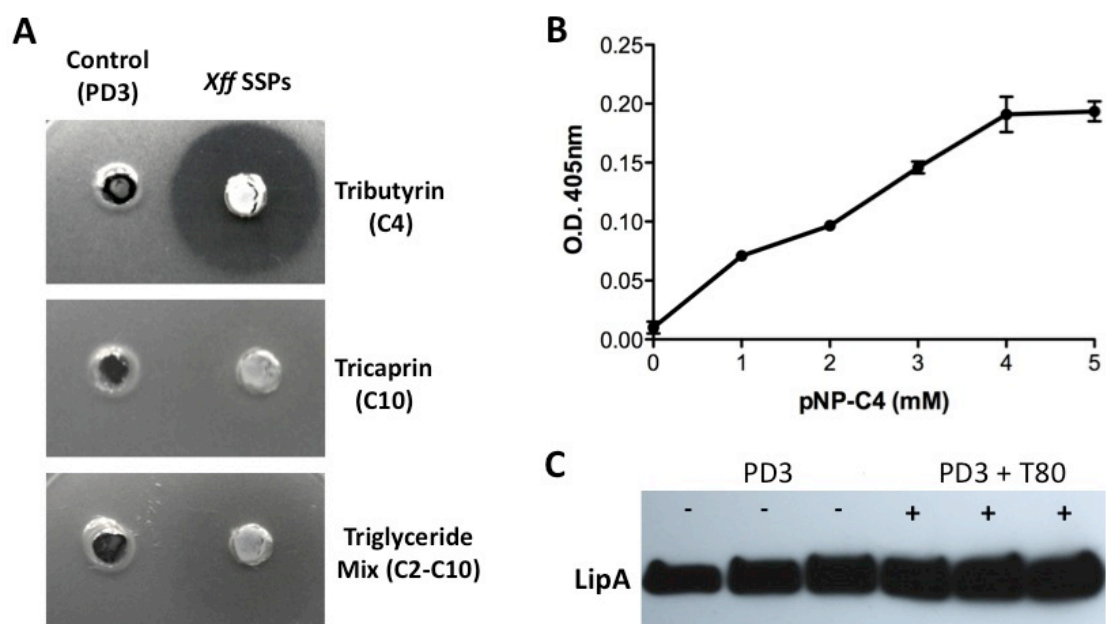 A
Control
(PD3)
Xff SSPs
Tributyrin
(C4)
Tricaprin
(C10)
Triglyceride
Mix (C2-C10)
B
0.25
0.20
0.15
0.10
0.05
0.00
O.D. 405nm
0 1 2 3 4 5
pNP-C4 (mM)
C
PD3 PD3 + T80
- - - + + +
LipA